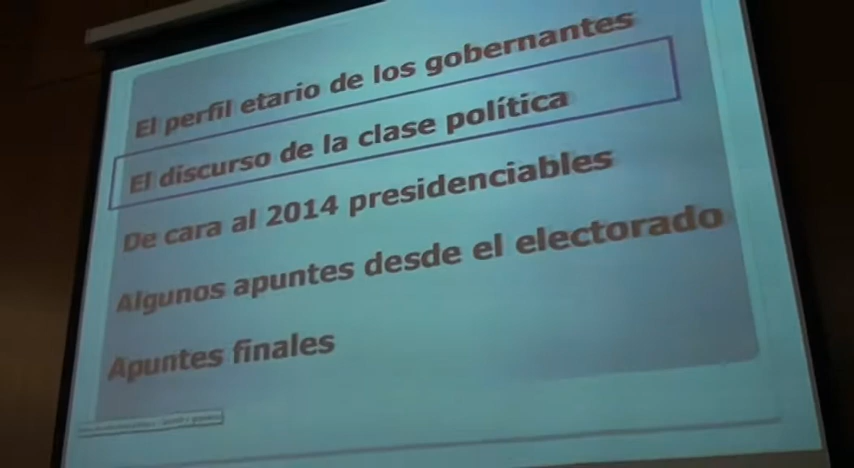 El perfil etario de los gobernantes
El discurso de la clase política
De cara al 2014 presidenciables
Algunos apuntes desde el electorado
Apuntes finales